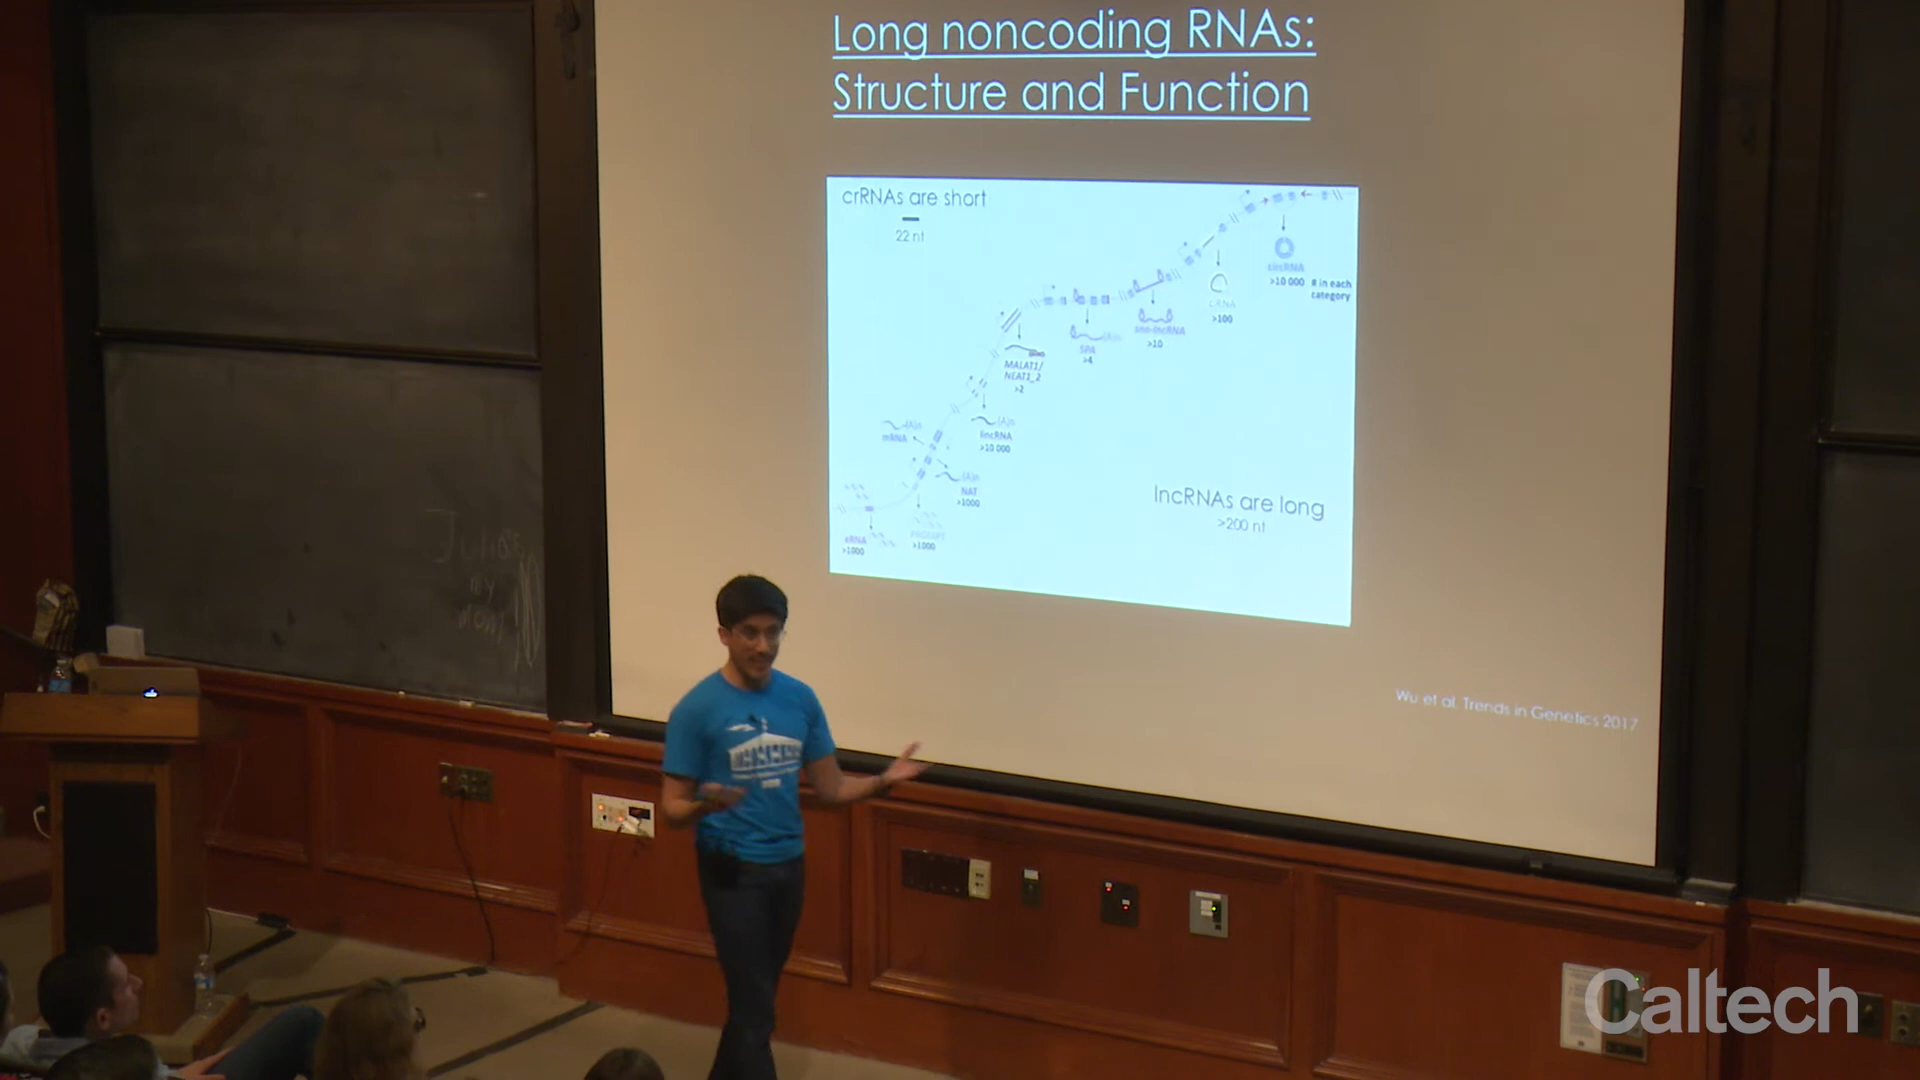 Long noncoding RNAs:
Structure and Function
crRNAs are short
22 nt
circRNA
>10 000
# in each
category
>100
sno-lncRNA
>10
SPA
>4
MALAT1/
NEAT1_2
>2
mRNA
lincRNA
>10 000
NAT
>1000
eRNA
>1000
PROMPT
>1000
lncRNAs are long
>200 nt
Wu et al. Trends in Genetics 2017
Caltech